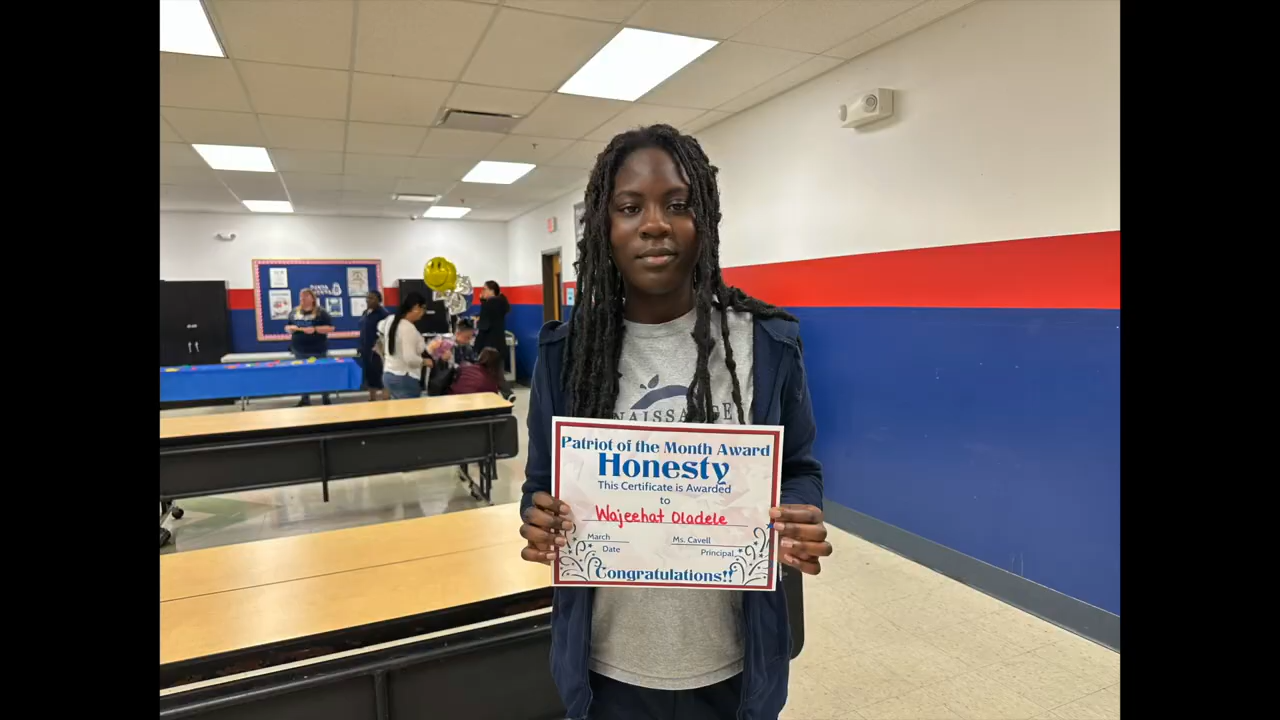 NAISSANCE
Patriot of the Month Award
Honesty
This Certificate is Awarded
to
Wajeehat Oladele
March
Ms. Cavell
Date
Principal
Congratulations!!